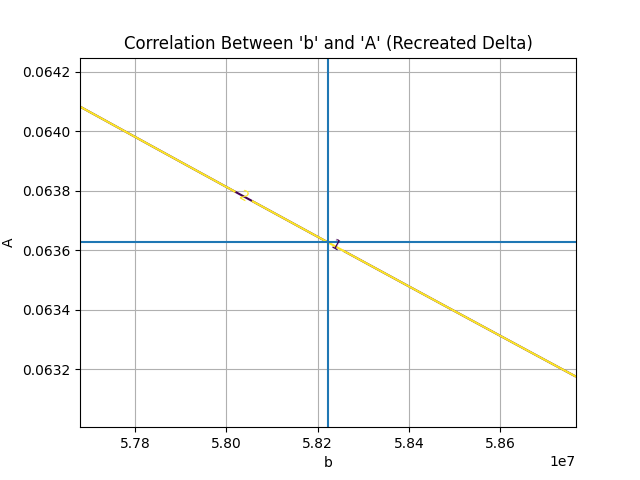 Correlation Between 'b' and 'A' (Recreated Delta)
0.0642
0.0640
0.0638
0.0636
0.0634
0.0632
A
5.78 5.80 5.82 5.84 5.86
b
1e7